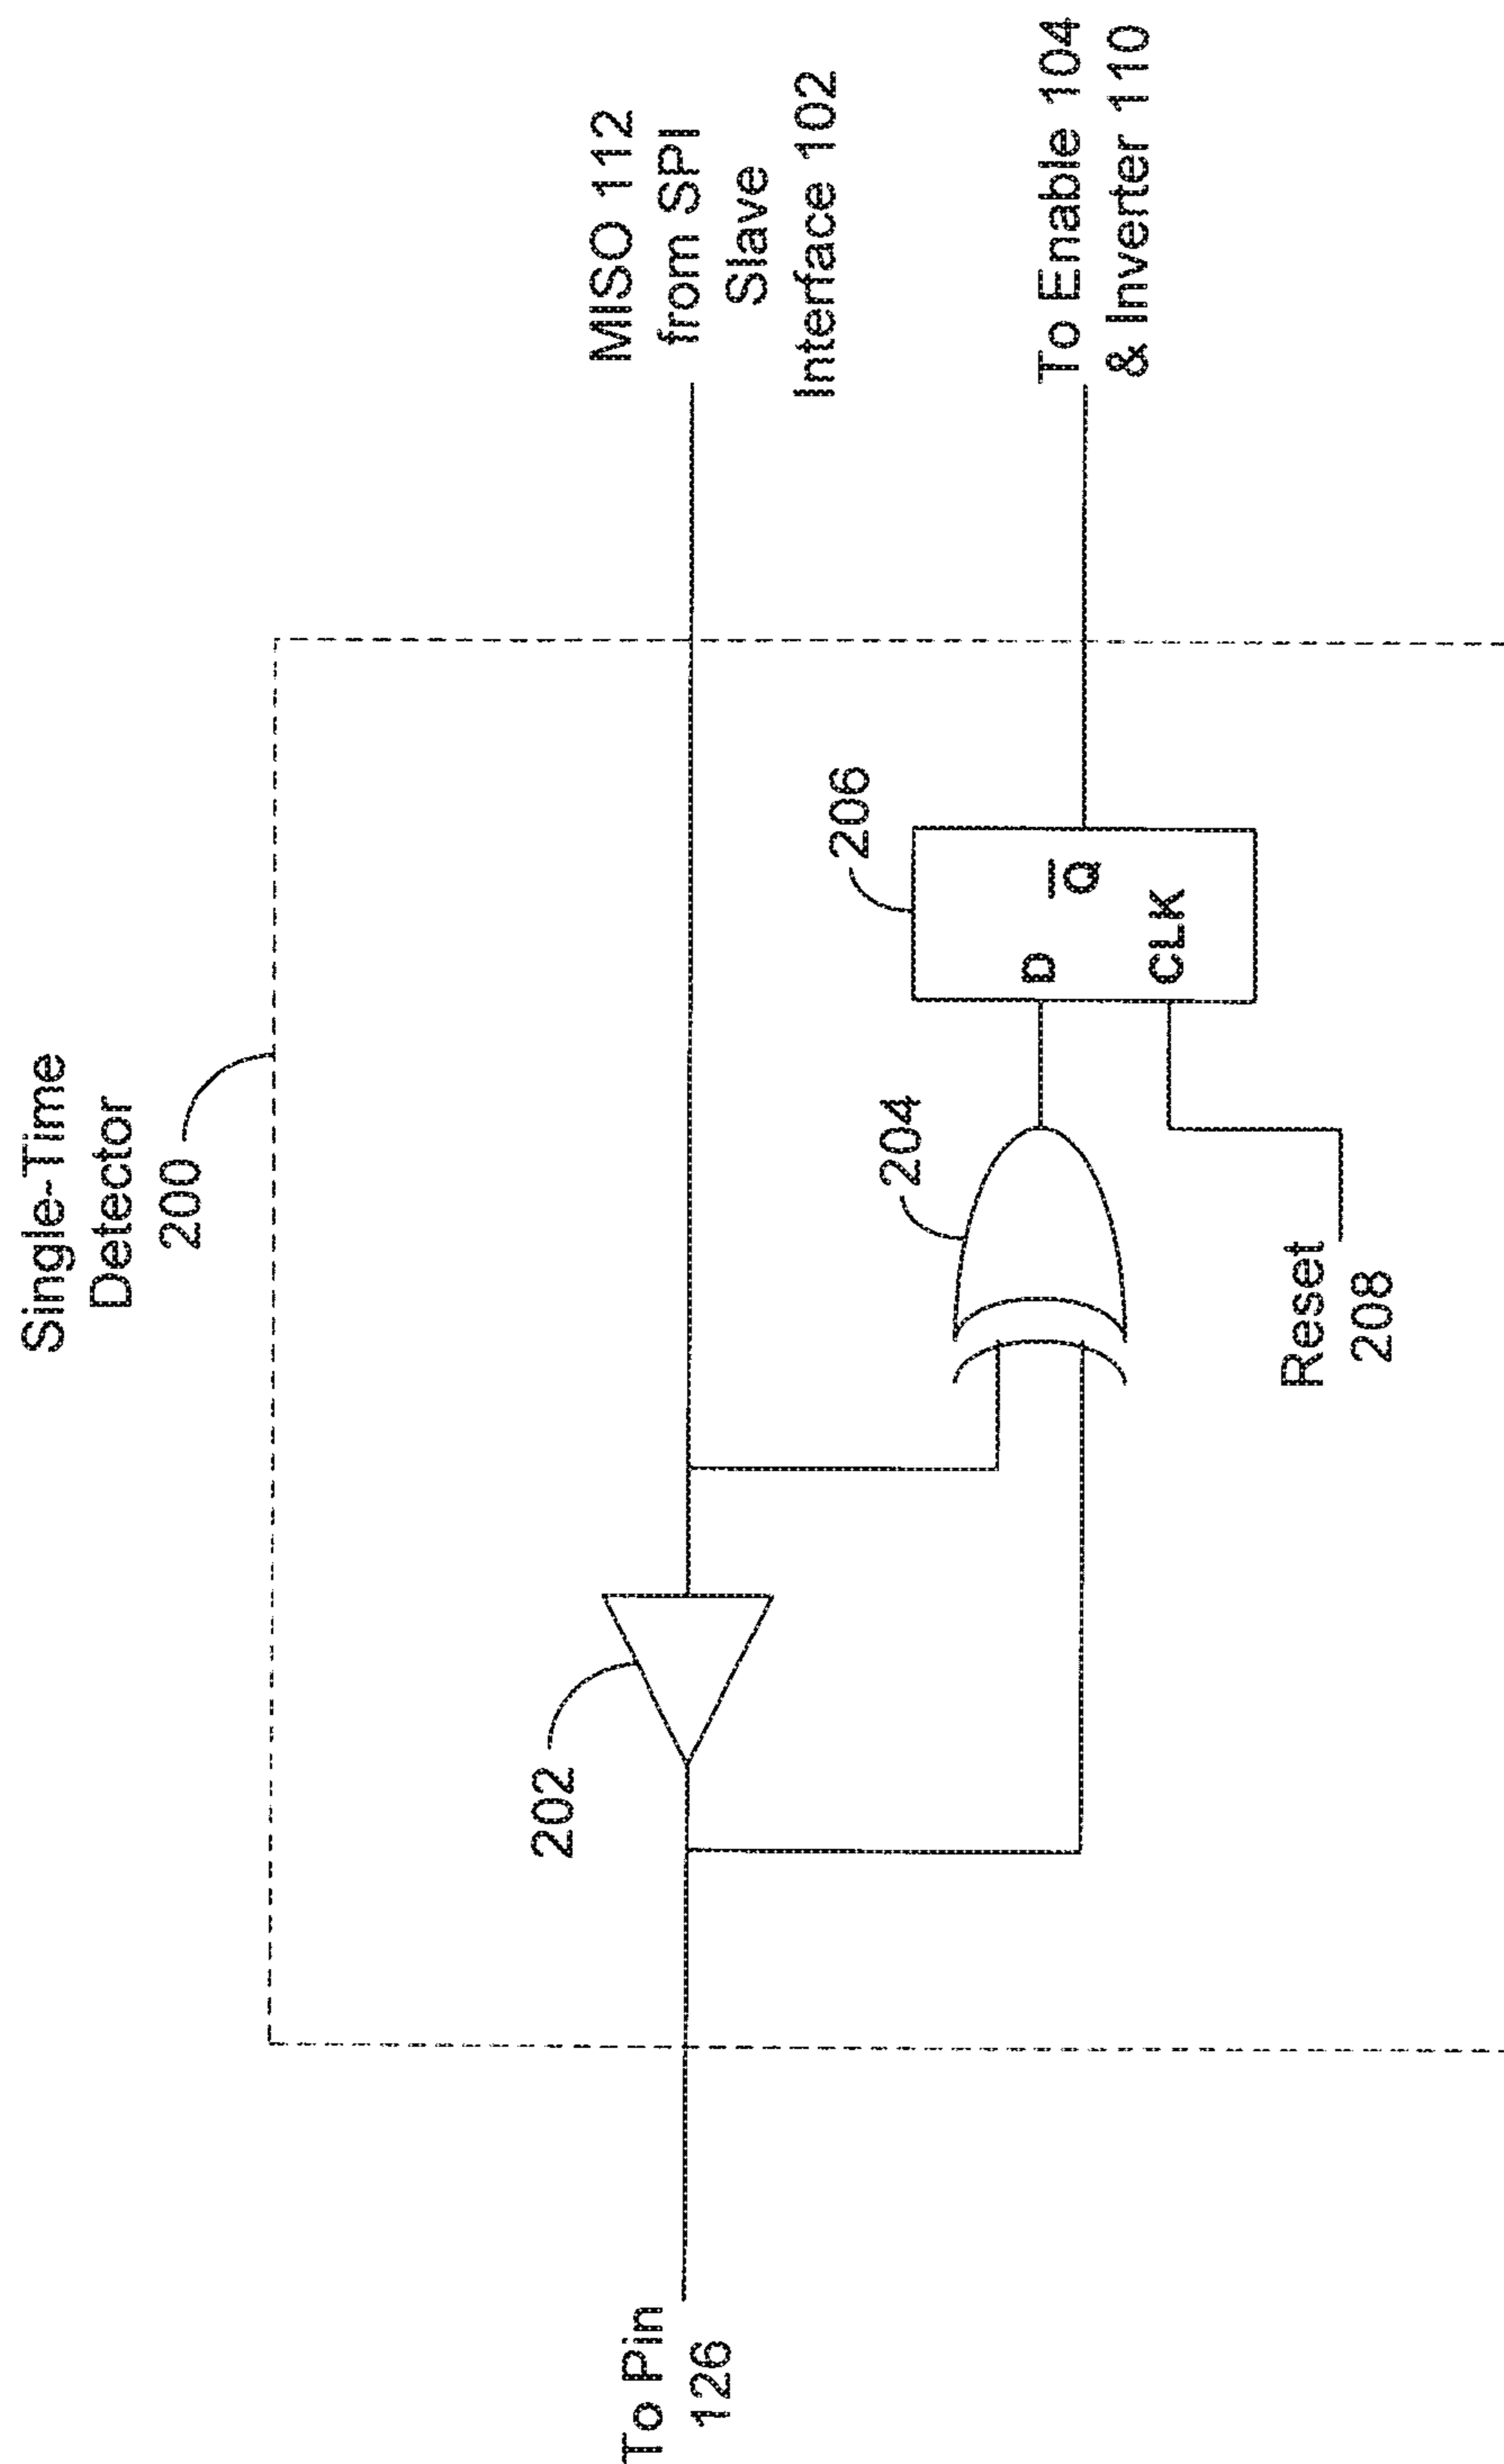 Single-Time
Detector
200
MISO 112
from SPI
Slave
Interface 102
202
To Pin
126
206
204
D
Q
CLK
To Enable 104
& Inverter 110
Reset
208